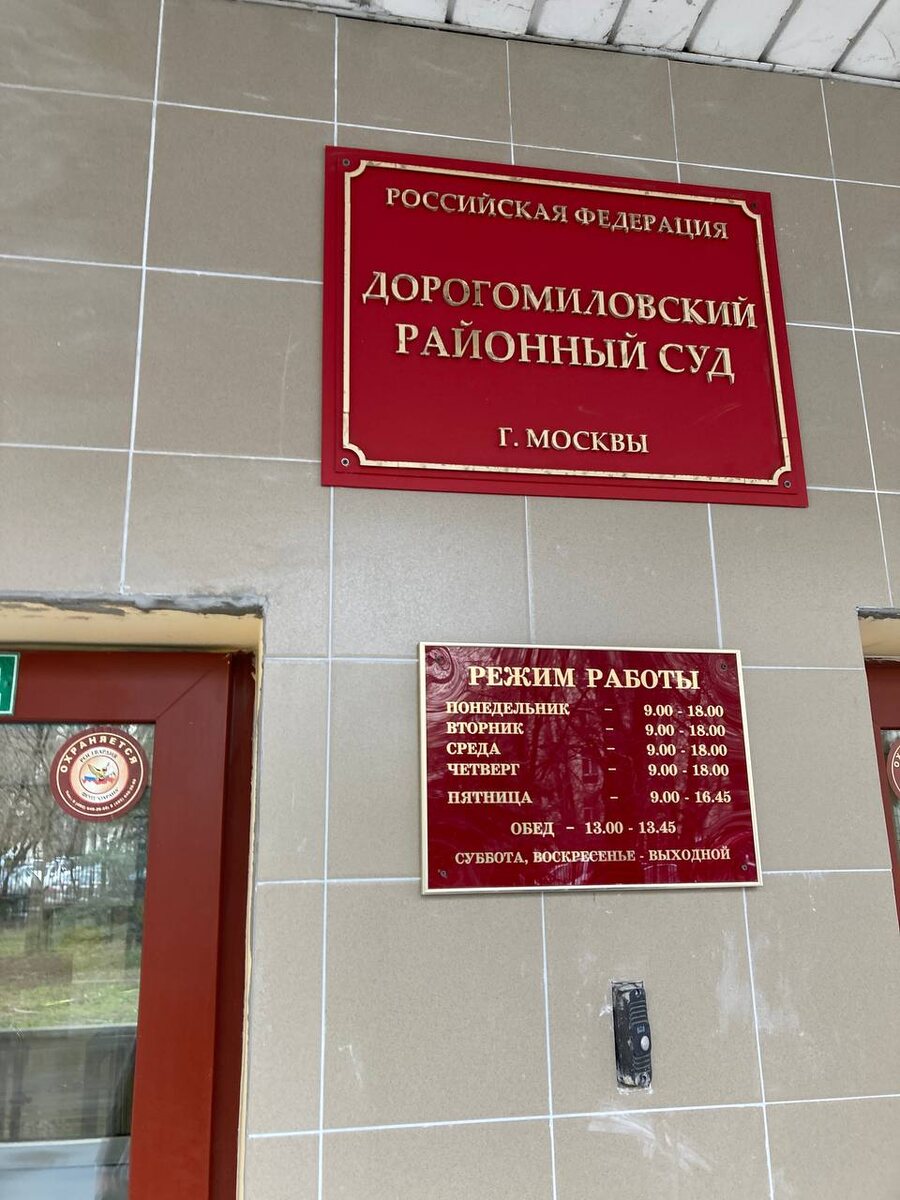 РОССИЙСКАЯ ФЕДЕРАЦИЯ
ДОРОГОМИЛОВСКИЙ
РАЙОННЫЙ СУД
Г. МОСКВЫ
РЕЖИМ РАБОТЫ
ПОНЕДЕЛЬНИК - 9.00 - 18.00
ВТОРНИК - 9.00 - 18.00
СРЕДА - 9.00 - 18.00
ЧЕТВЕРГ - 9.00 - 18.00
ПЯТНИЦА - 9.00 - 16.45
ОБЕД - 13.00 - 13.45
СУББОТА, ВОСКРЕСЕНЬЕ - ВЫХОДНОЙ
ОХРАНЯЕТСЯ
РОСГВАРДИЯ